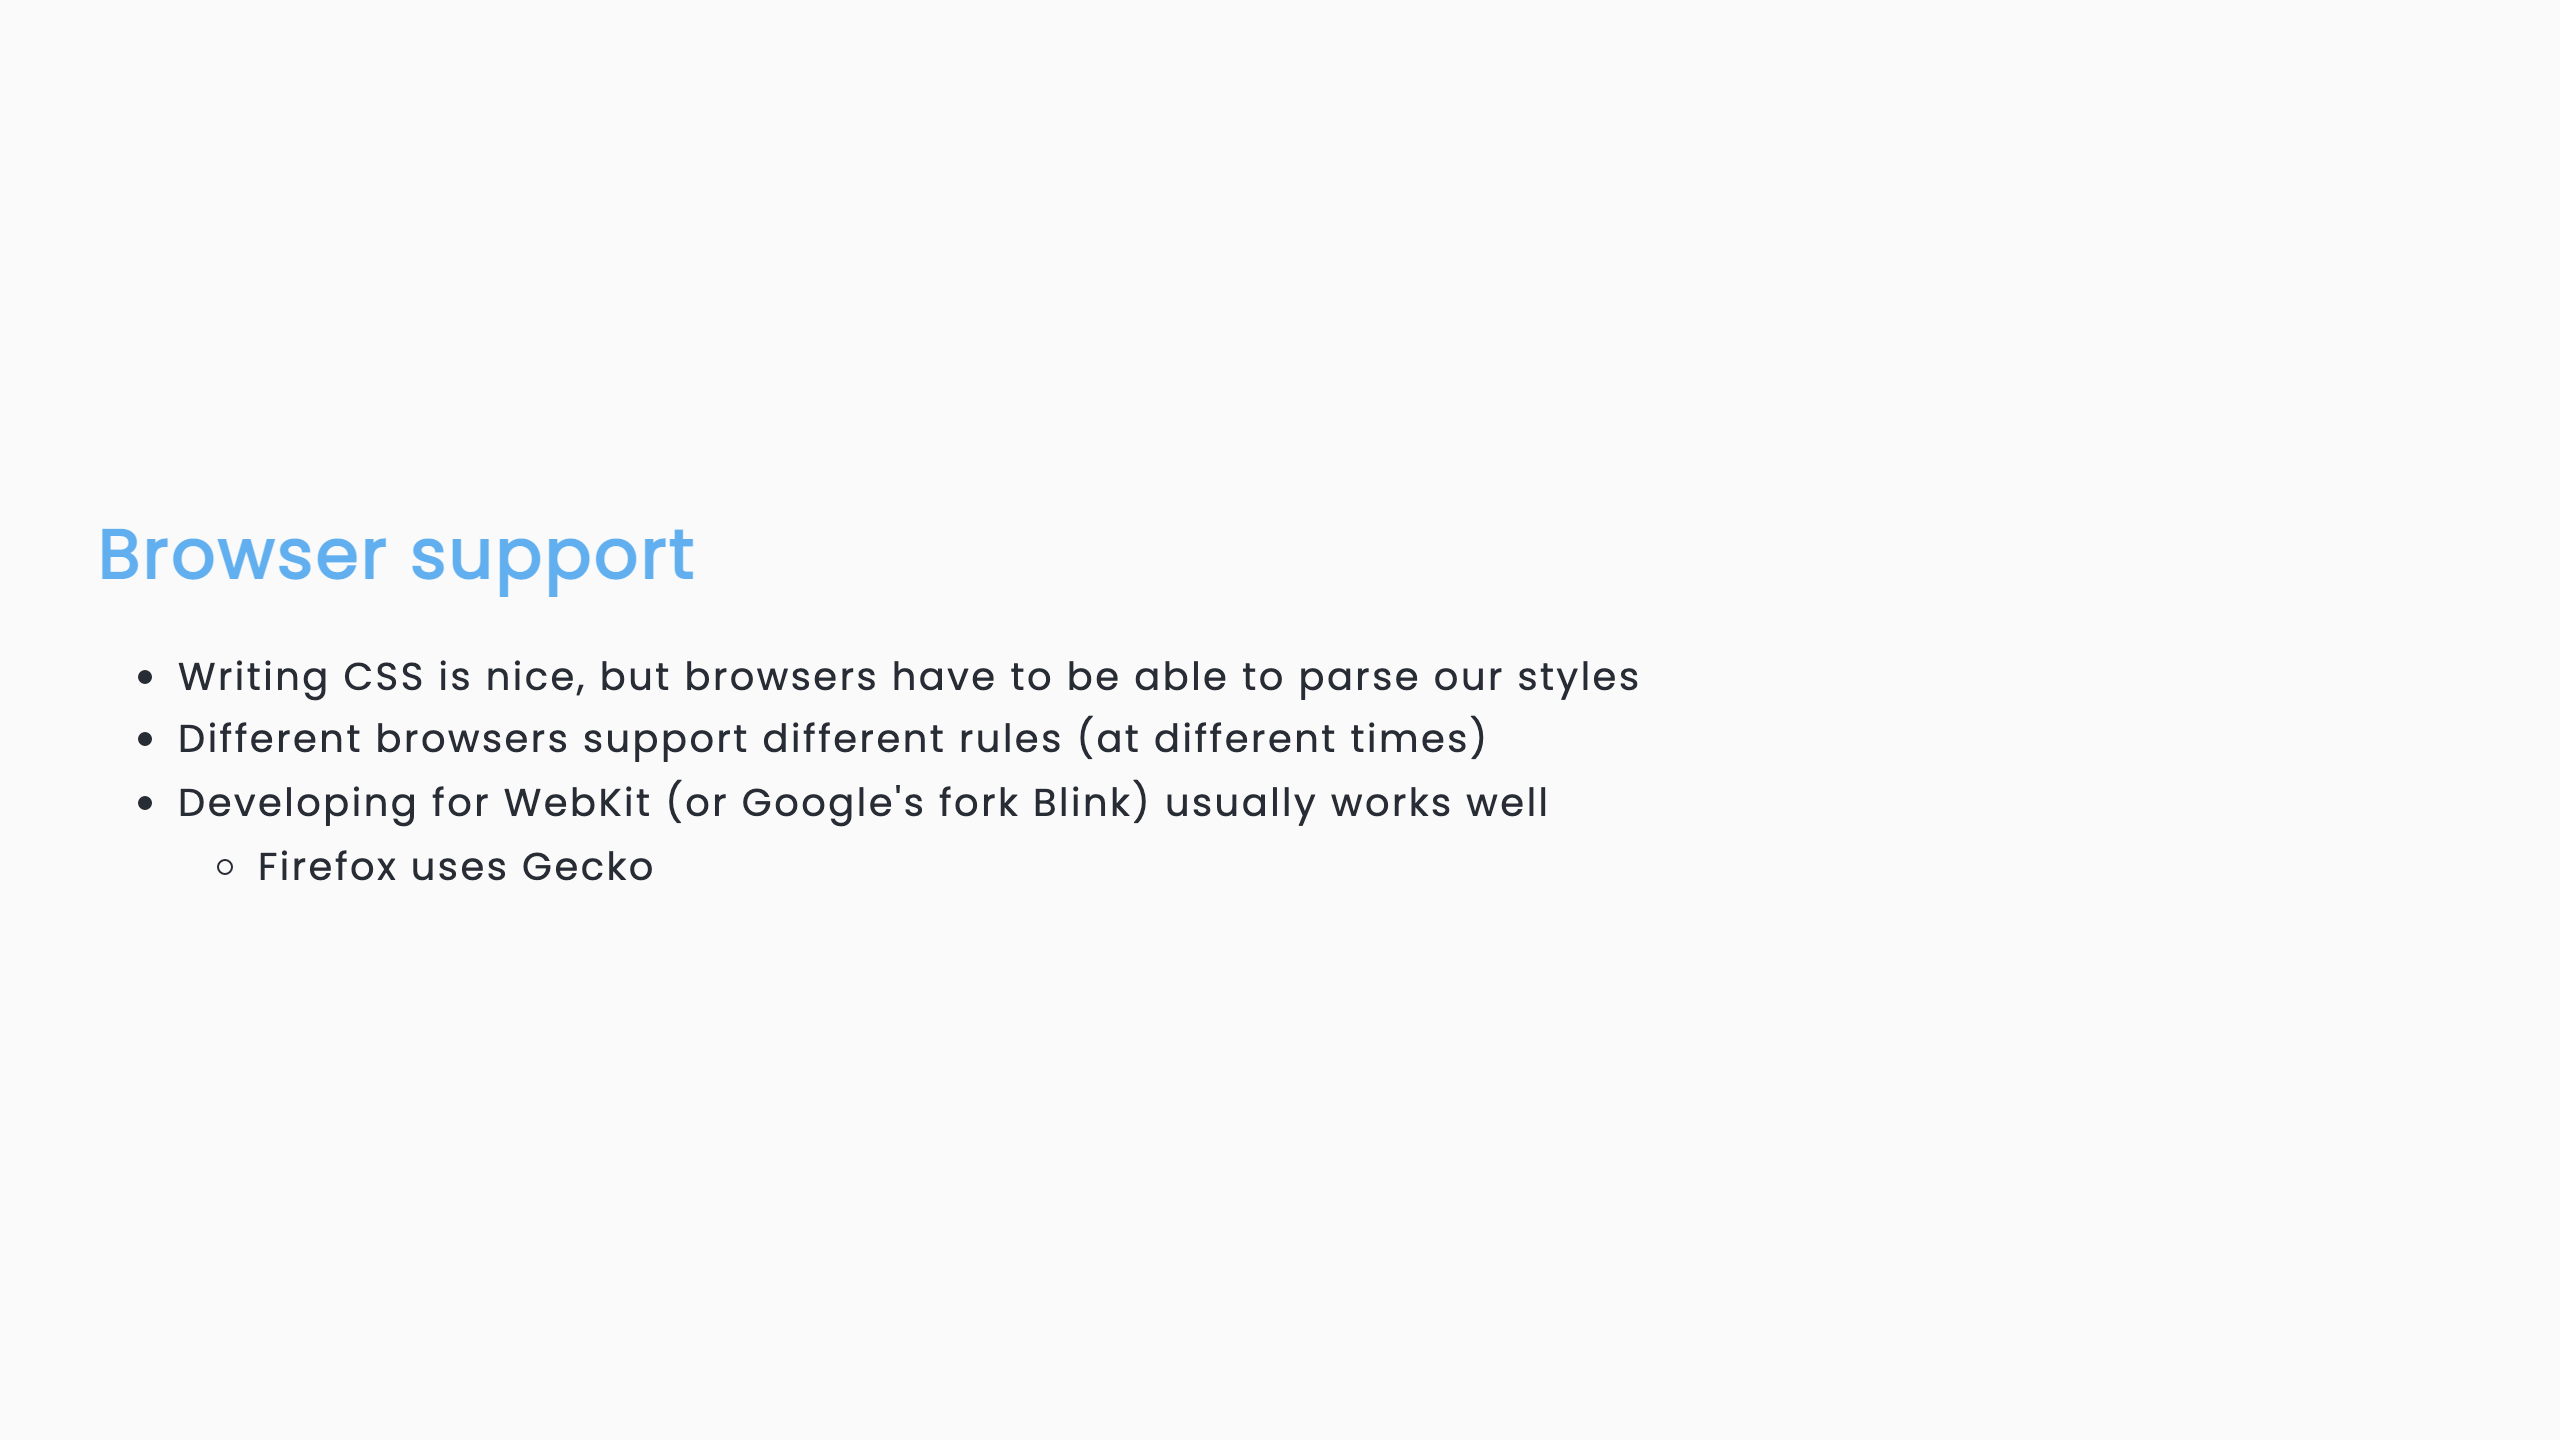 Browser support
Writing CSS is nice, but browsers have to be able to parse our styles
Different browsers support different rules (at different times)
Developing for WebKit (or Google's fork Blink) usually works well
Firefox uses Gecko